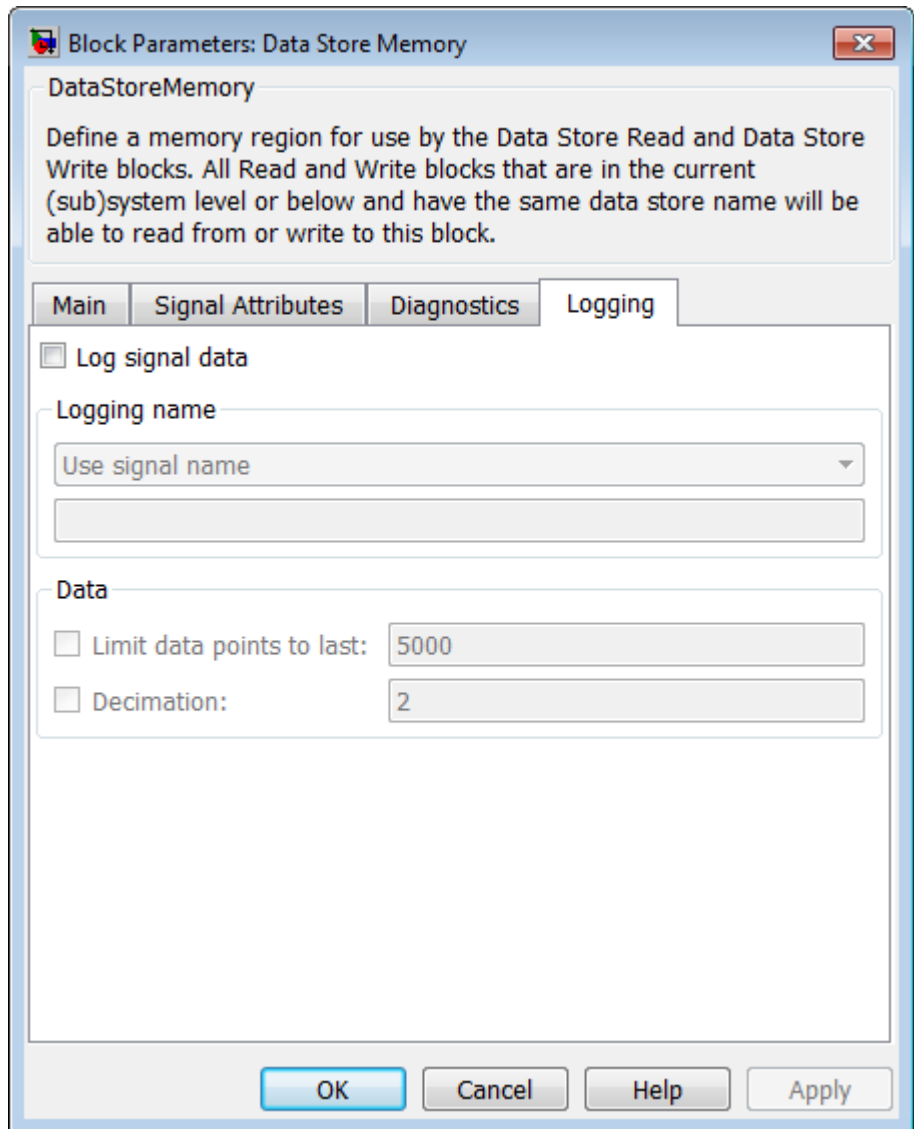 Block Parameters: Data Store Memory
DataStoreMemory
Define a memory region for use by the Data Store Read and Data Store
Write blocks. All Read and Write blocks that are in the current
(sub)system level or below and have the same data store name will be
able to read from or write to this block.
Main Signal Attributes Diagnostics Logging
Log signal data
Logging name
Use signal name
Data
Limit data points to last: 5000
Decimation: 2
OK Cancel Help Apply